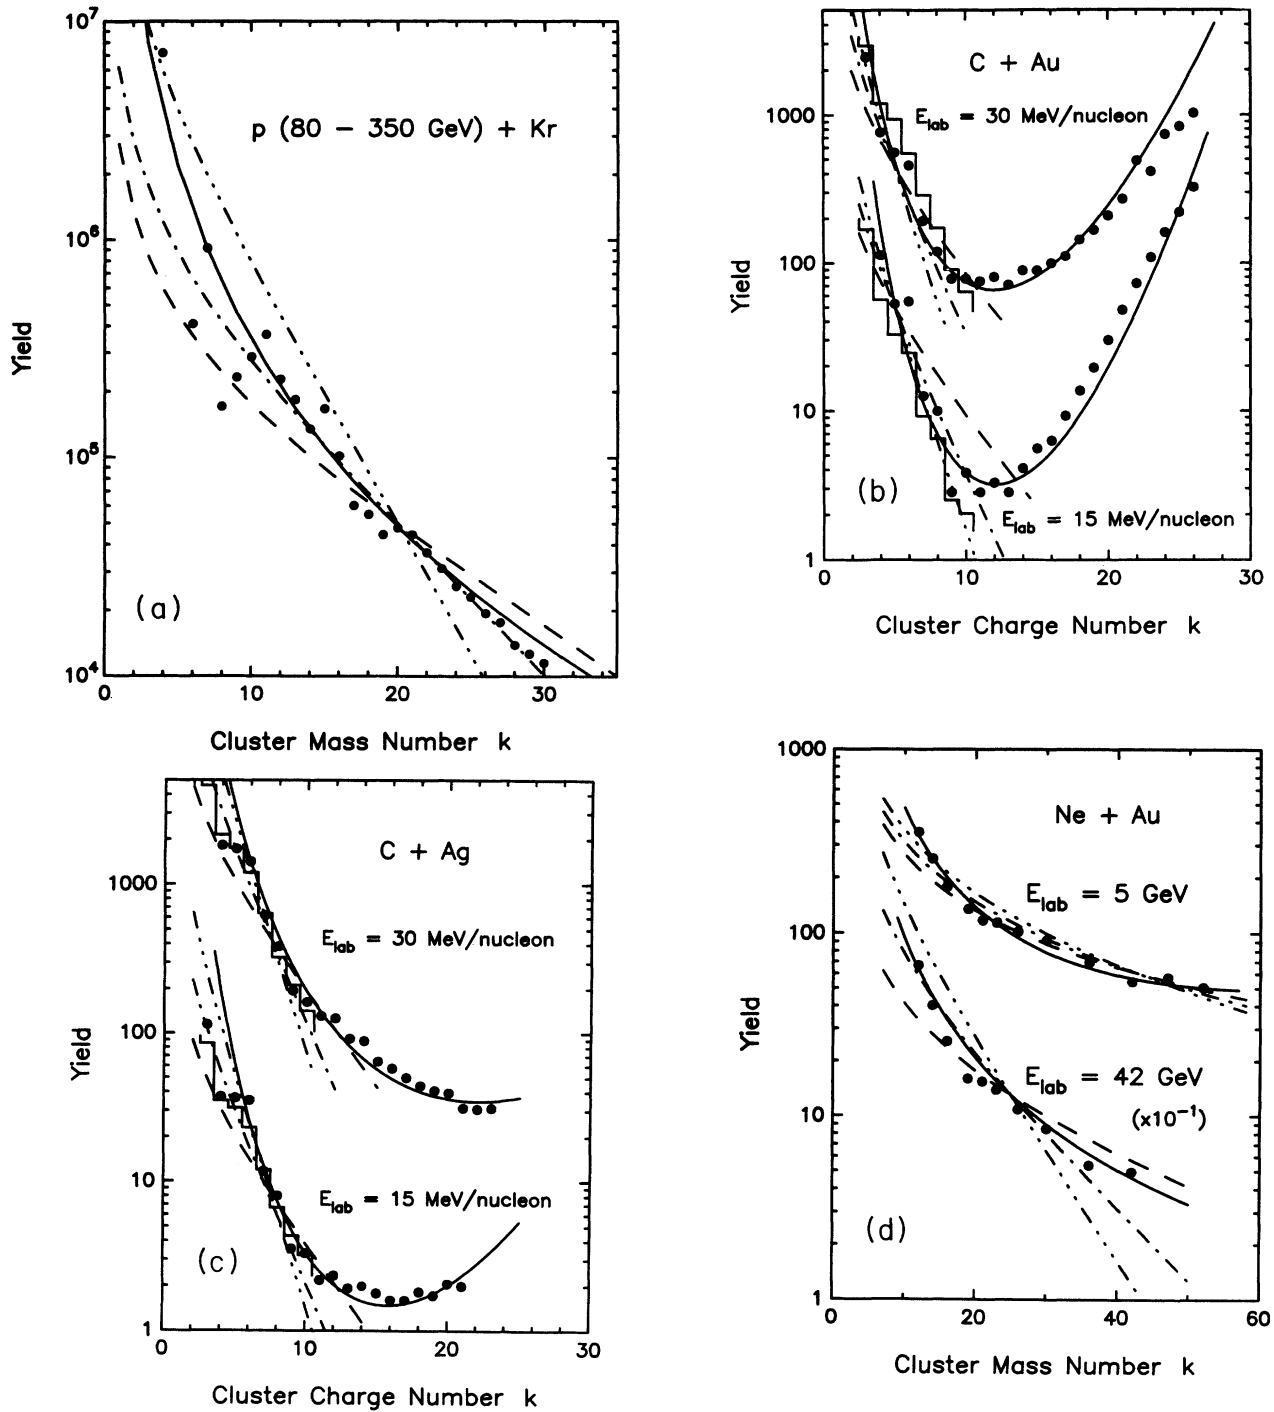 10^7
10^6
10^5
10^4
Yield
p (80 − 350 GeV) + Kr
(a)
0 10 20 30
Cluster Mass Number k
1000
100
10
1
Yield
C + Au
E_lab = 30 MeV/nucleon
(b)
E_lab = 15 MeV/nucleon
0 10 20 30
Cluster Charge Number k
1000
100
10
1
Yield
C + Ag
E_lab = 30 MeV/nucleon
E_lab = 15 MeV/nucleon
(c)
0 10 20 30
Cluster Charge Number k
1000
100
10
1
Yield
Ne + Au
E_lab = 5 GeV
E_lab = 42 GeV
(x10^−1)
(d)
0 20 40 60
Cluster Mass Number k